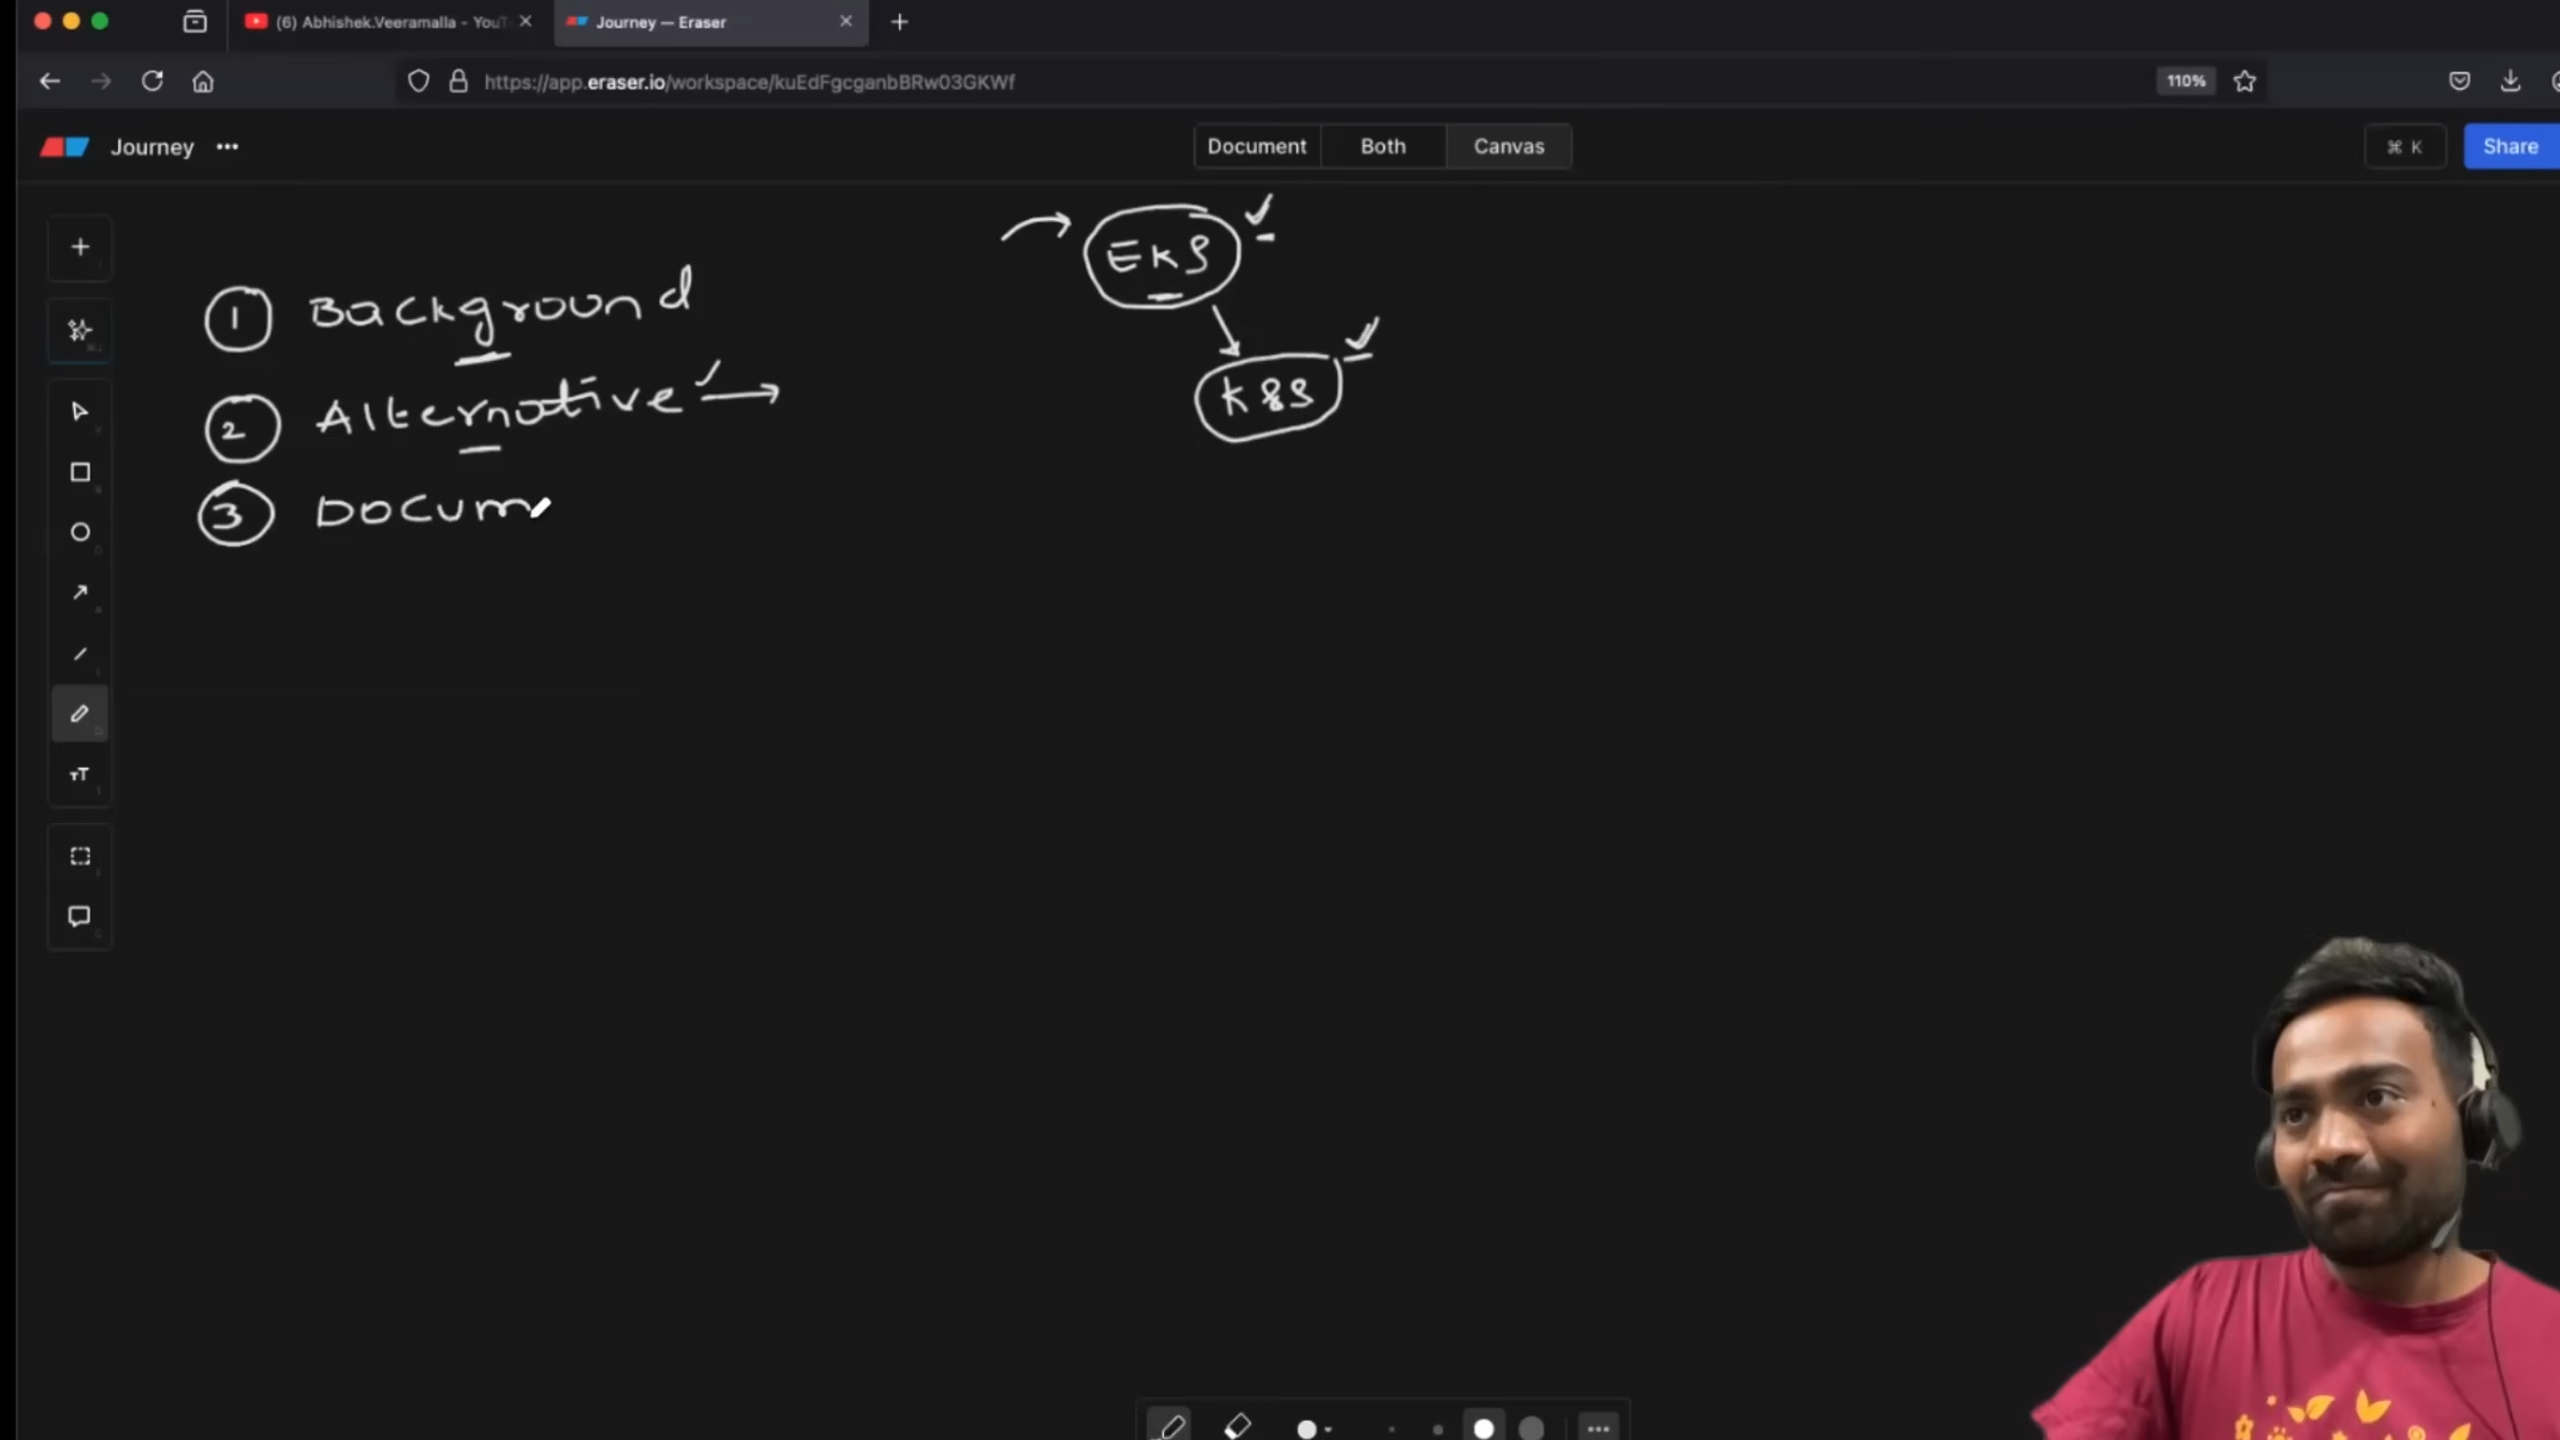 (6) Abhishek.Veeramalla - YouT
Journey — Eraser
https://app.eraser.io/workspace/kuEdFgcganbBRw03GKWf
110%
Journey
Document Both Canvas
⌘ K
Share
EKS
1 Background
K8S
2 Alternative
3 Docum